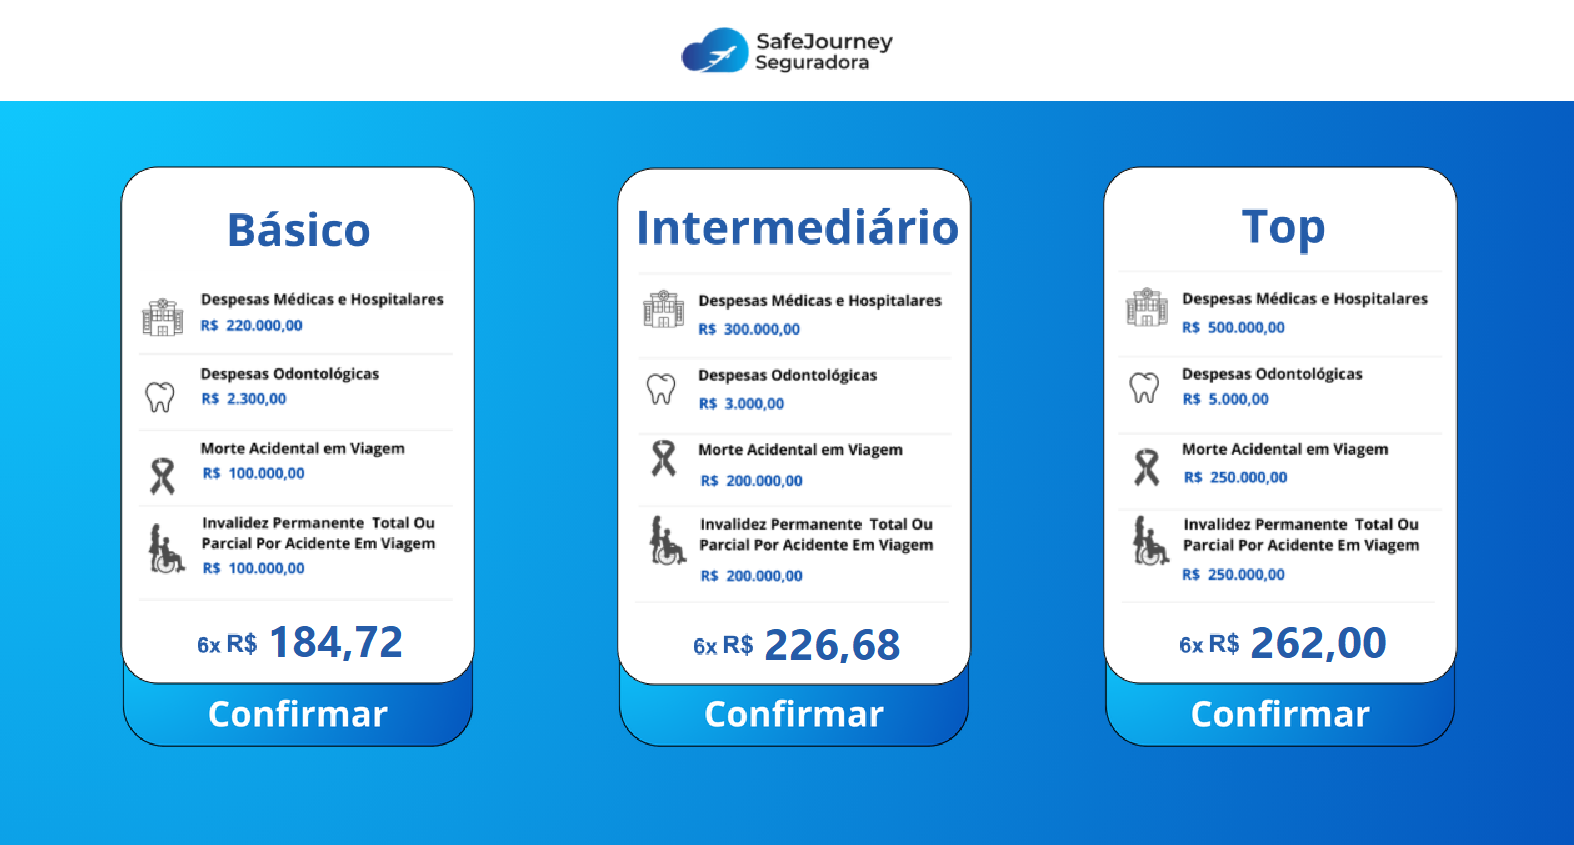 SafeJourney
Seguradora
Básico
Despesas Médicas e Hospitalares
R$ 220.000,00
Despesas Odontológicas
R$ 2.300,00
Morte Acidental em Viagem
R$ 100.000,00
Invalidez Permanente Total Ou
Parcial Por Acidente Em Viagem
R$ 100.000,00
6x R$ 184,72
Confirmar
Intermediário
Despesas Médicas e Hospitalares
R$ 300.000,00
Despesas Odontológicas
R$ 3.000,00
Morte Acidental em Viagem
R$ 200.000,00
Invalidez Permanente Total Ou
Parcial Por Acidente Em Viagem
R$ 200.000,00
6x R$ 226,68
Confirmar
Top
Despesas Médicas e Hospitalares
R$ 500.000,00
Despesas Odontológicas
R$ 5.000,00
Morte Acidental em Viagem
R$ 250.000,00
Invalidez Permanente Total Ou
Parcial Por Acidente Em Viagem
R$ 250.000,00
6x R$ 262,00
Confirmar